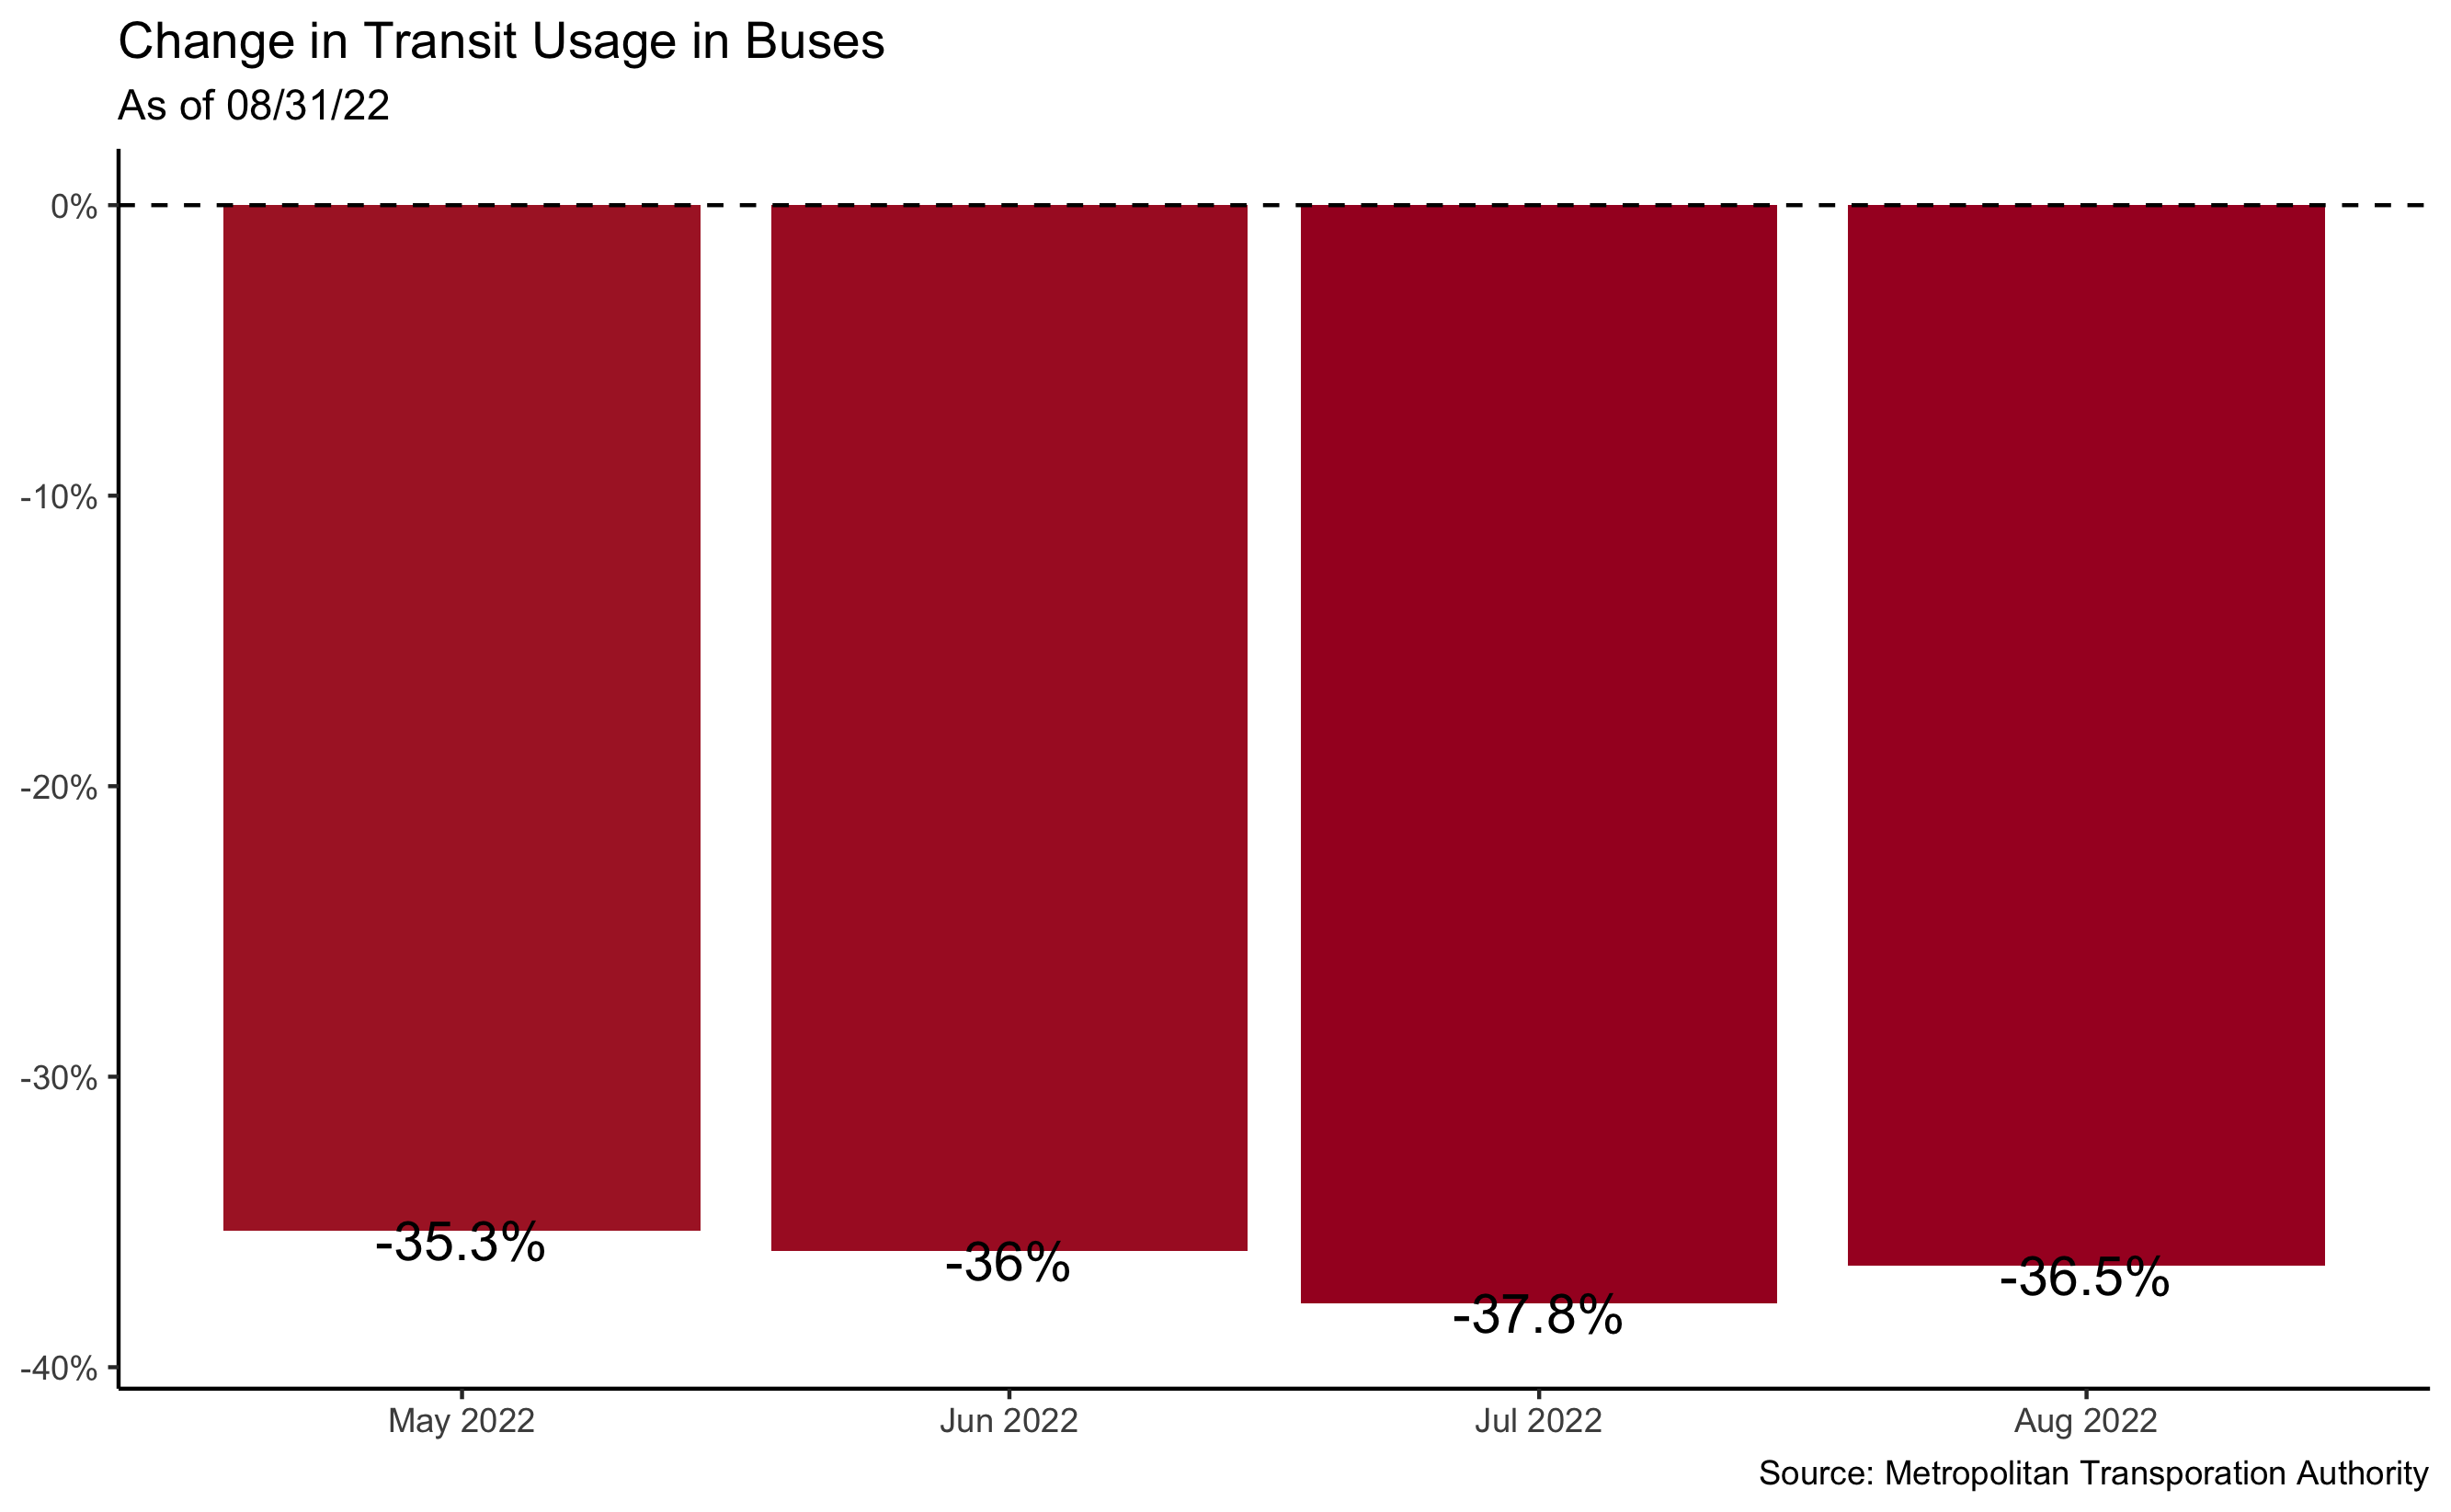 Change in Transit Usage in Buses
As of 08/31/22
0%
-10%
-20%
-30%
-40%
-35.3%
-36%
-37.8%
-36.5%
May 2022
Jun 2022
Jul 2022
Aug 2022
Source: Metropolitan Transporation Authority